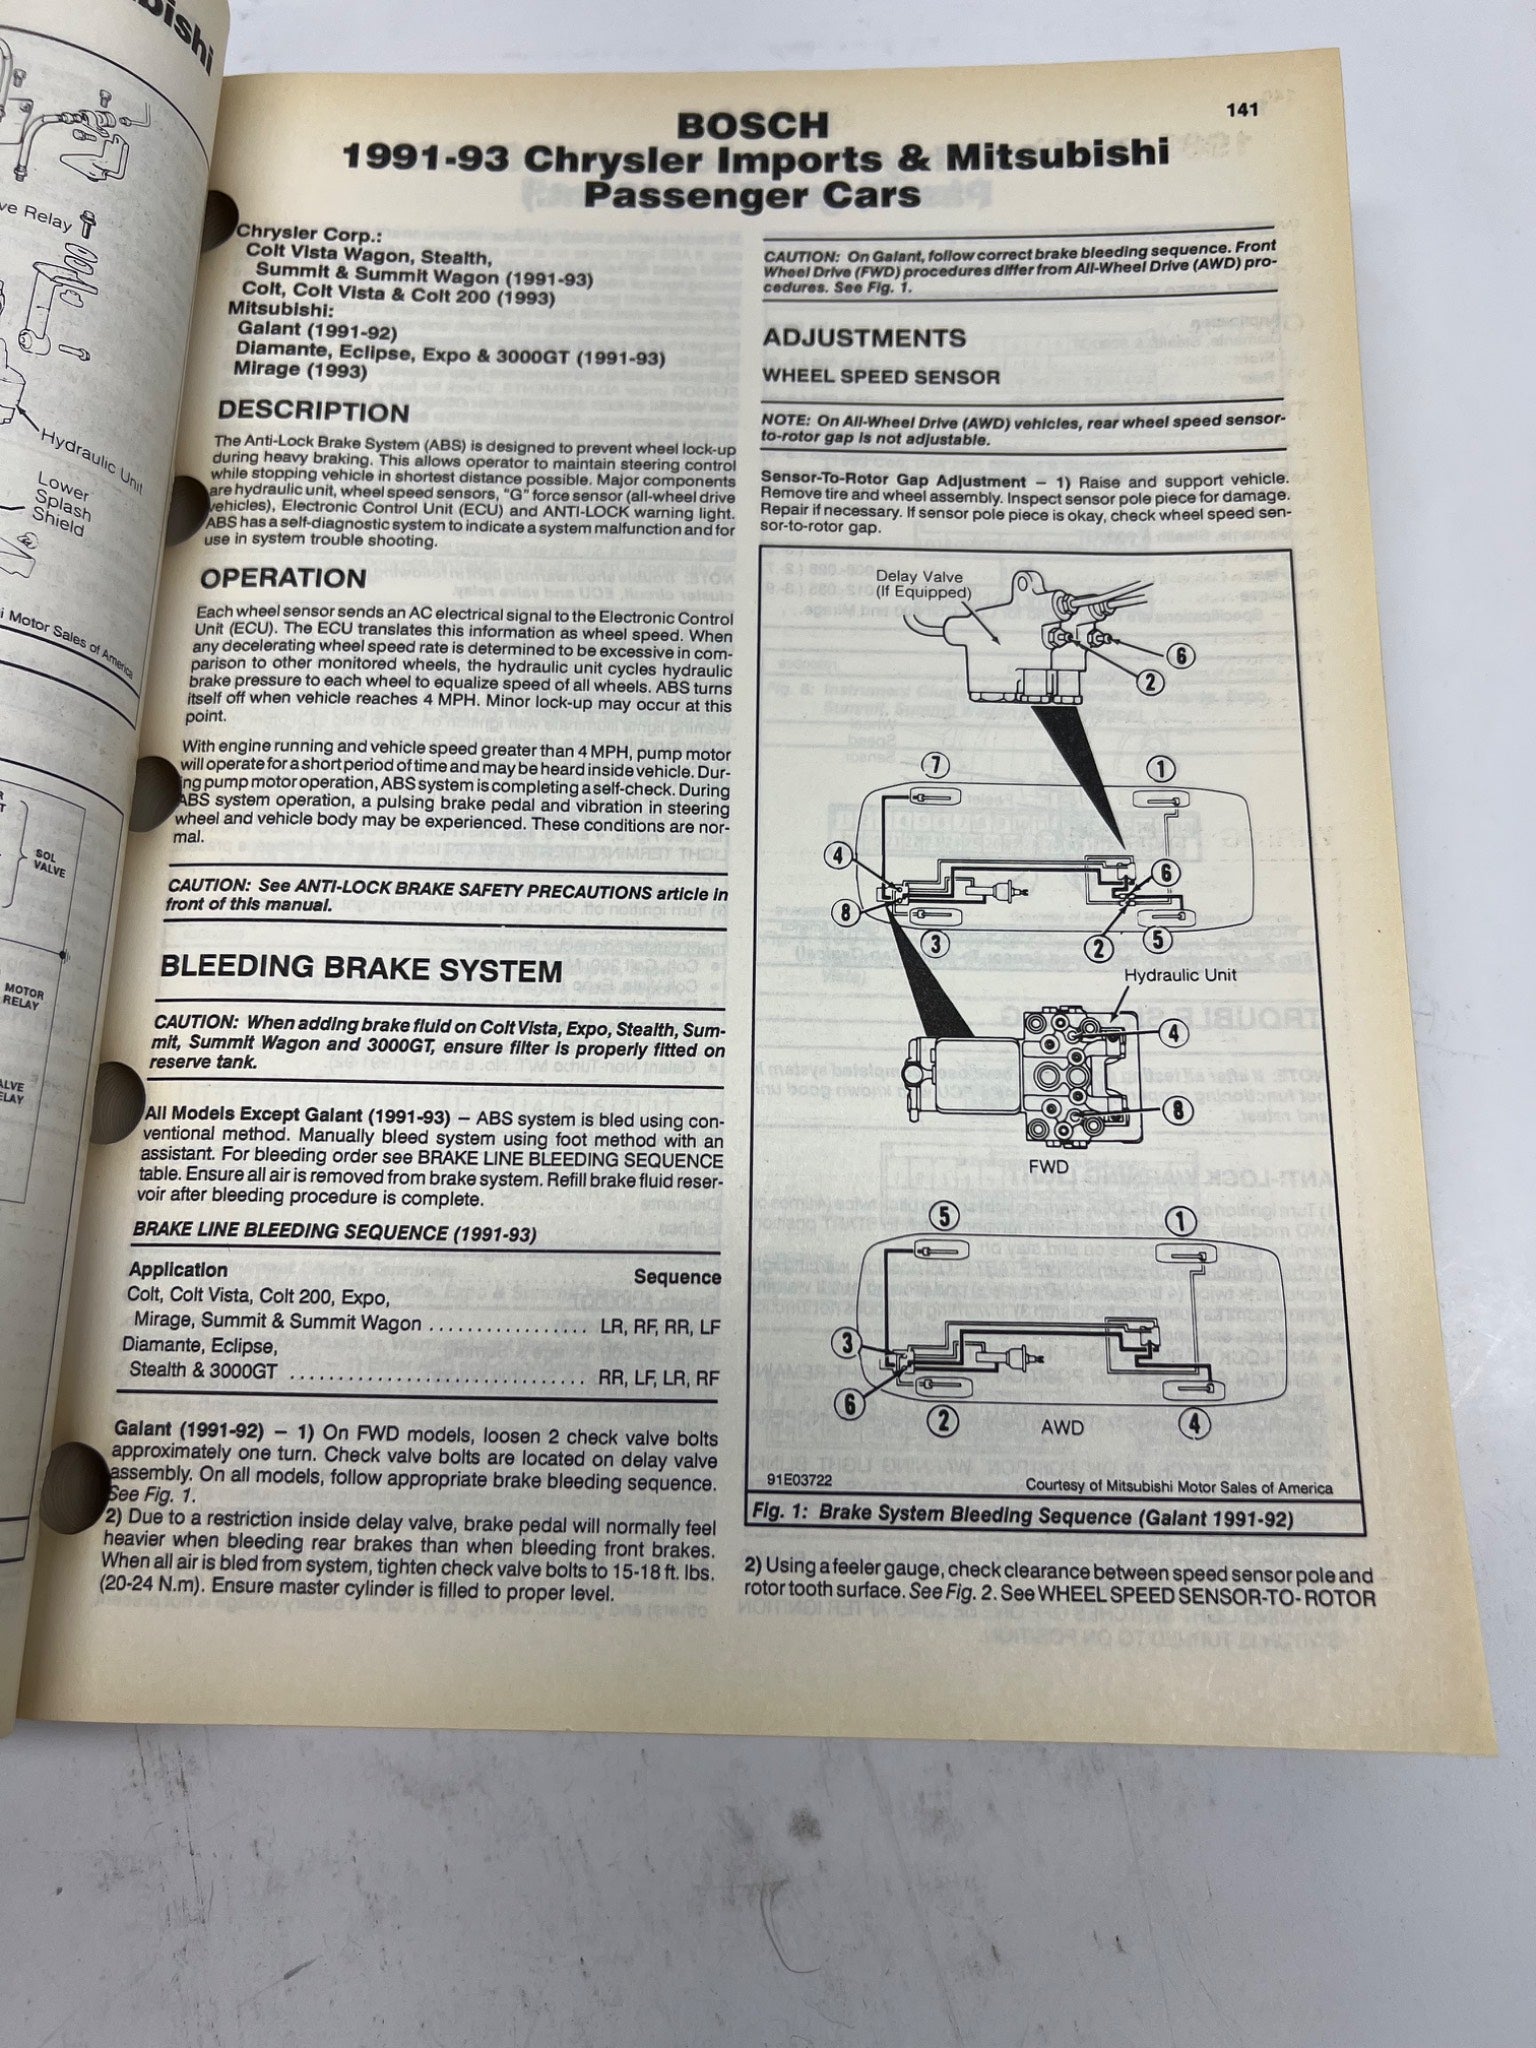 bishi
ve Relay
Hydraulic Unit
Lower
Splash
Shield
i Motor Sales of America
SOL
VALVE
MOTOR
RELAY
141
BOSCH
1991-93 Chrysler Imports & Mitsubishi
Passenger Cars
Chrysler Corp.:
Colt Vista Wagon, Stealth,
Summit & Summit Wagon (1991-93)
Colt, Colt Vista & Colt 200 (1993)
Mitsubishi:
Galant (1991-92)
Diamante, Eclipse, Expo & 3000GT (1991-93)
Mirage (1993)
DESCRIPTION
The Anti-Lock Brake System (ABS) is designed to prevent wheel lock-up
during heavy braking. This allows operator to maintain steering control
while stopping vehicle in shortest distance possible. Major components
are hydraulic unit, wheel speed sensors, "G" force sensor (all-wheel drive
vehicles), Electronic Control Unit (ECU) and ANTI-LOCK warning light.
ABS has a self-diagnostic system to indicate a system malfunction and for
use in system trouble shooting.
OPERATION
Each wheel sensor sends an AC electrical signal to the Electronic Control
Unit (ECU). The ECU translates this information as wheel speed. When
any decelerating wheel speed rate is determined to be excessive in com-
parison to other monitored wheels, the hydraulic unit cycles hydraulic
brake pressure to each wheel to equalize speed of all wheels. ABS turns
itself off when vehicle reaches 4 MPH. Minor lock-up may occur at this
point.
With engine running and vehicle speed greater than 4 MPH, pump motor
will operate for a short period of time and may be heard inside vehicle. Dur-
ing pump motor operation, ABS system is completing a self-check. During
ABS system operation, a pulsing brake pedal and vibration in steering
wheel and vehicle body may be experienced. These conditions are nor-
mal.
CAUTION: See ANTI-LOCK BRAKE SAFETY PRECAUTIONS article in
front of this manual.
BLEEDING BRAKE SYSTEM
CAUTION: When adding brake fluid on Colt Vista, Expo, Stealth, Sum-
mit, Summit Wagon and 3000GT, ensure filter is properly fitted on
reserve tank.
All Models Except Galant (1991-93) – ABS system is bled using con-
ventional method. Manually bleed system using foot method with an
assistant. For bleeding order see BRAKE LINE BLEEDING SEQUENCE
table. Ensure all air is removed from brake system. Refill brake fluid reser-
voir after bleeding procedure is complete.
BRAKE LINE BLEEDING SEQUENCE (1991-93)
Application Sequence
Colt, Colt Vista, Colt 200, Expo,
Mirage, Summit & Summit Wagon ................. LR, RF, RR, LF
Diamante, Eclipse,
Stealth & 3000GT ............................... RR, LF, LR, RF
Galant (1991-92) – 1) On FWD models, loosen 2 check valve bolts
approximately one turn. Check valve bolts are located on delay valve
assembly. On all models, follow appropriate brake bleeding sequence.
See Fig. 1.
2) Due to a restriction inside delay valve, brake pedal will normally feel
heavier when bleeding rear brakes than when bleeding front brakes.
When all air is bled from system, tighten check valve bolts to 15-18 ft. lbs.
(20-24 N.m). Ensure master cylinder is filled to proper level.
CAUTION: On Galant, follow correct brake bleeding sequence. Front
Wheel Drive (FWD) procedures differ from All-Wheel Drive (AWD) pro-
cedures. See Fig. 1.
ADJUSTMENTS
WHEEL SPEED SENSOR
NOTE: On All-Wheel Drive (AWD) vehicles, rear wheel speed sensor-
to-rotor gap is not adjustable.
Sensor-To-Rotor Gap Adjustment – 1) Raise and support vehicle.
Remove tire and wheel assembly. Inspect sensor pole piece for damage.
Repair if necessary. If sensor pole piece is okay, check wheel speed sen-
sor-to-rotor gap.
Delay Valve
(If Equipped)
6
2
7 1
4
6
8
3 2 5
Hydraulic Unit
4
8
FWD
5 1
3
6
2 AWD 4
91E03722 Courtesy of Mitsubishi Motor Sales of America
Fig. 1: Brake System Bleeding Sequence (Galant 1991-92)
2) Using a feeler gauge, check clearance between speed sensor pole and
rotor tooth surface. See Fig. 2. See WHEEL SPEED SENSOR-TO-ROTOR